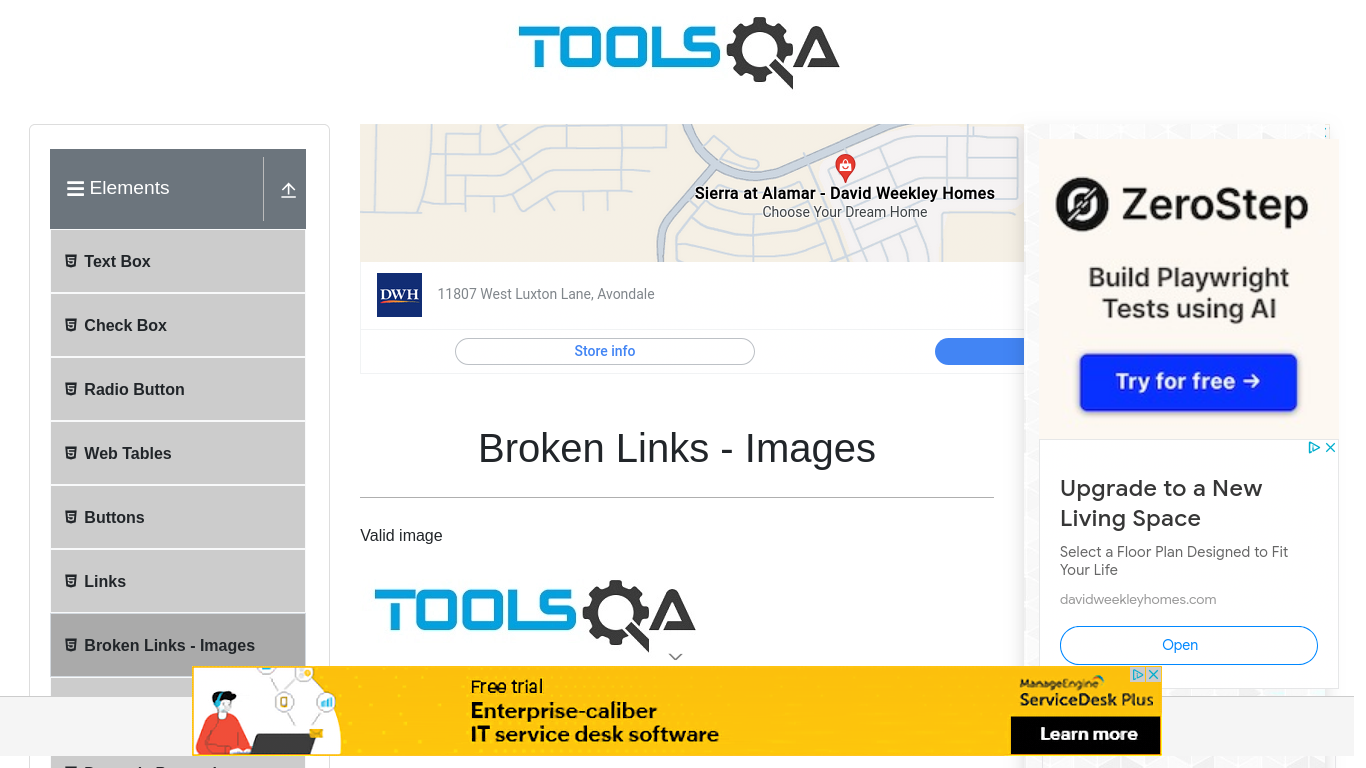 TOOLSQA
Elements
Text Box
Check Box
Radio Button
Web Tables
Buttons
Links
Broken Links - Images
Sierra at Alamar - David Weekley Homes
Choose Your Dream Home
DWH
11807 West Luxton Lane, Avondale
Store info
Broken Links - Images
Valid image
TOOLSQA
ZeroStep
Build Playwright
Tests using AI
Try for free →
Upgrade to a New
Living Space
Select a Floor Plan Designed to Fit
Your Life
davidweekleyhomes.com
Open
Free trial
Enterprise-caliber
IT service desk software
ManageEngine
ServiceDesk Plus
Learn more